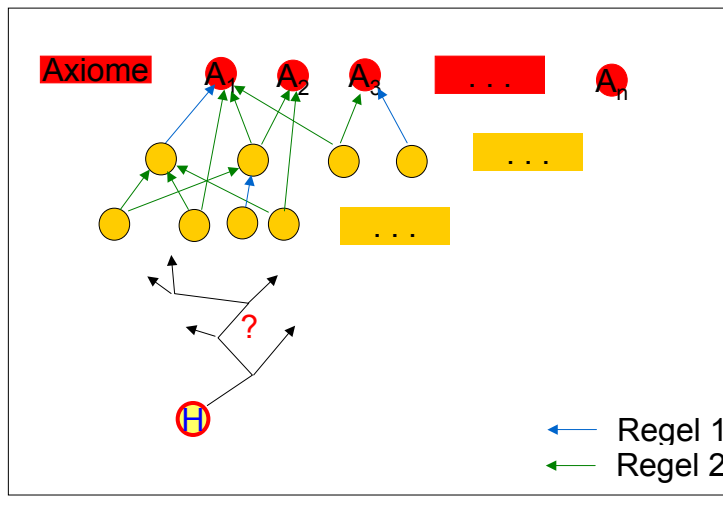 Axiome A₁ A₂ A₃ . . . Aₙ
. . .
. . .
?
H
Regel 1
Regel 2